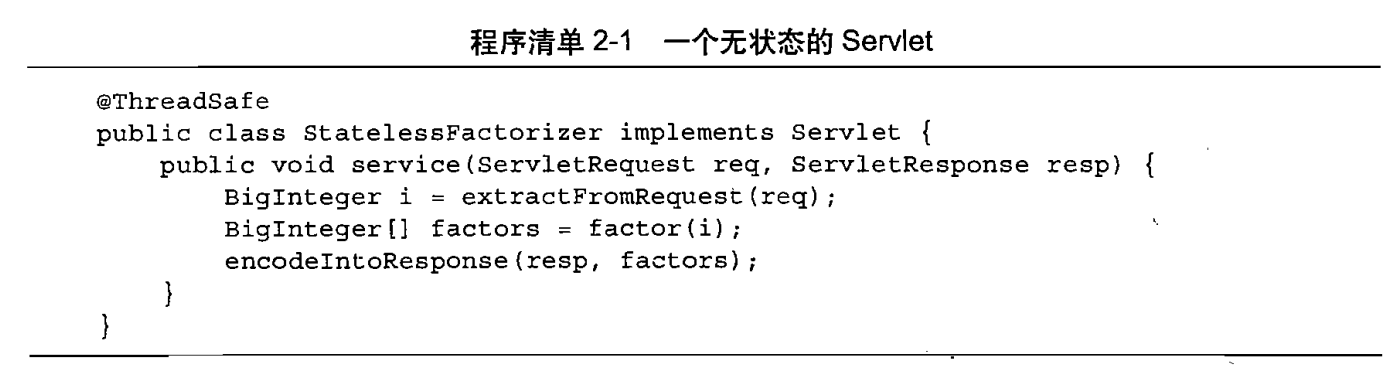 程序清单 2-1 一个无状态的 Servlet
@ThreadSafe
public class StatelessFactorizer implements Servlet {
    public void service(ServletRequest req, ServletResponse resp) {
        BigInteger i = extractFromRequest(req);
        BigInteger[] factors = factor(i);
        encodeIntoResponse(resp, factors);
    }
}